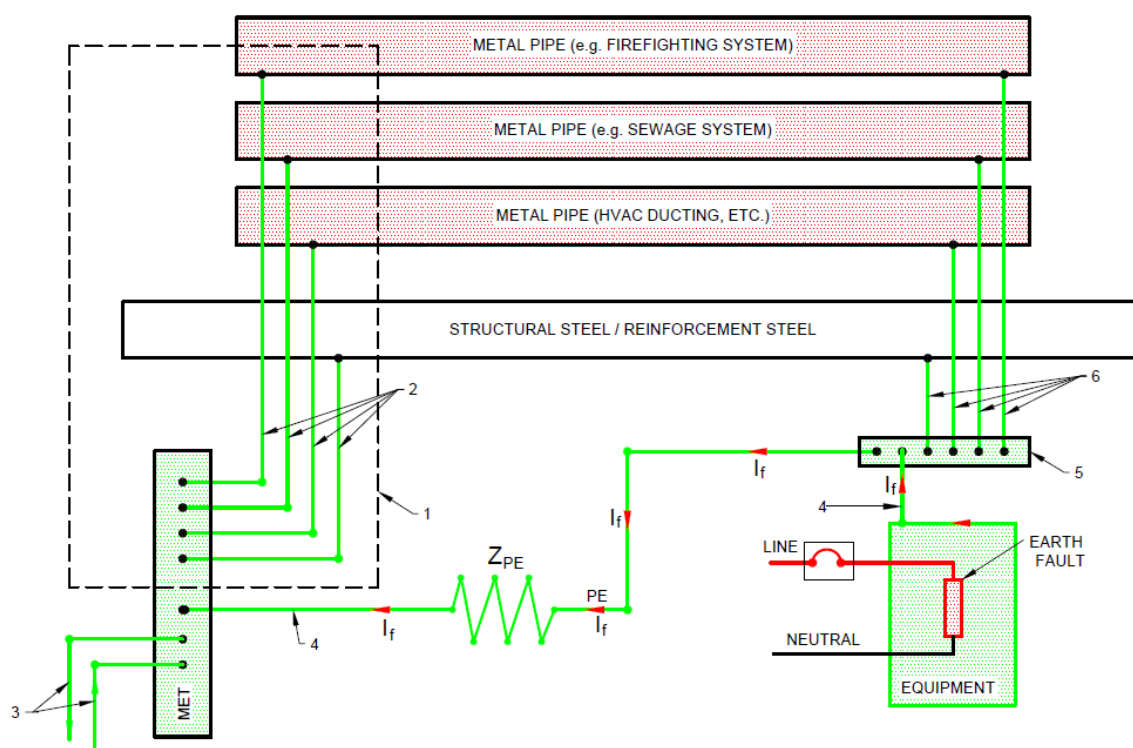 METAL PIPE (e.g. FIREFIGHTING SYSTEM)
METAL PIPE (e.g. SEWAGE SYSTEM)
METAL PIPE (HVAC DUCTING, ETC.)
STRUCTURAL STEEL / REINFORCEMENT STEEL
2
6
If
5
1
If
4
If
LINE
EARTH
FAULT
ZPE
PE
If
If
4
NEUTRAL
EQUIPMENT
MET
3